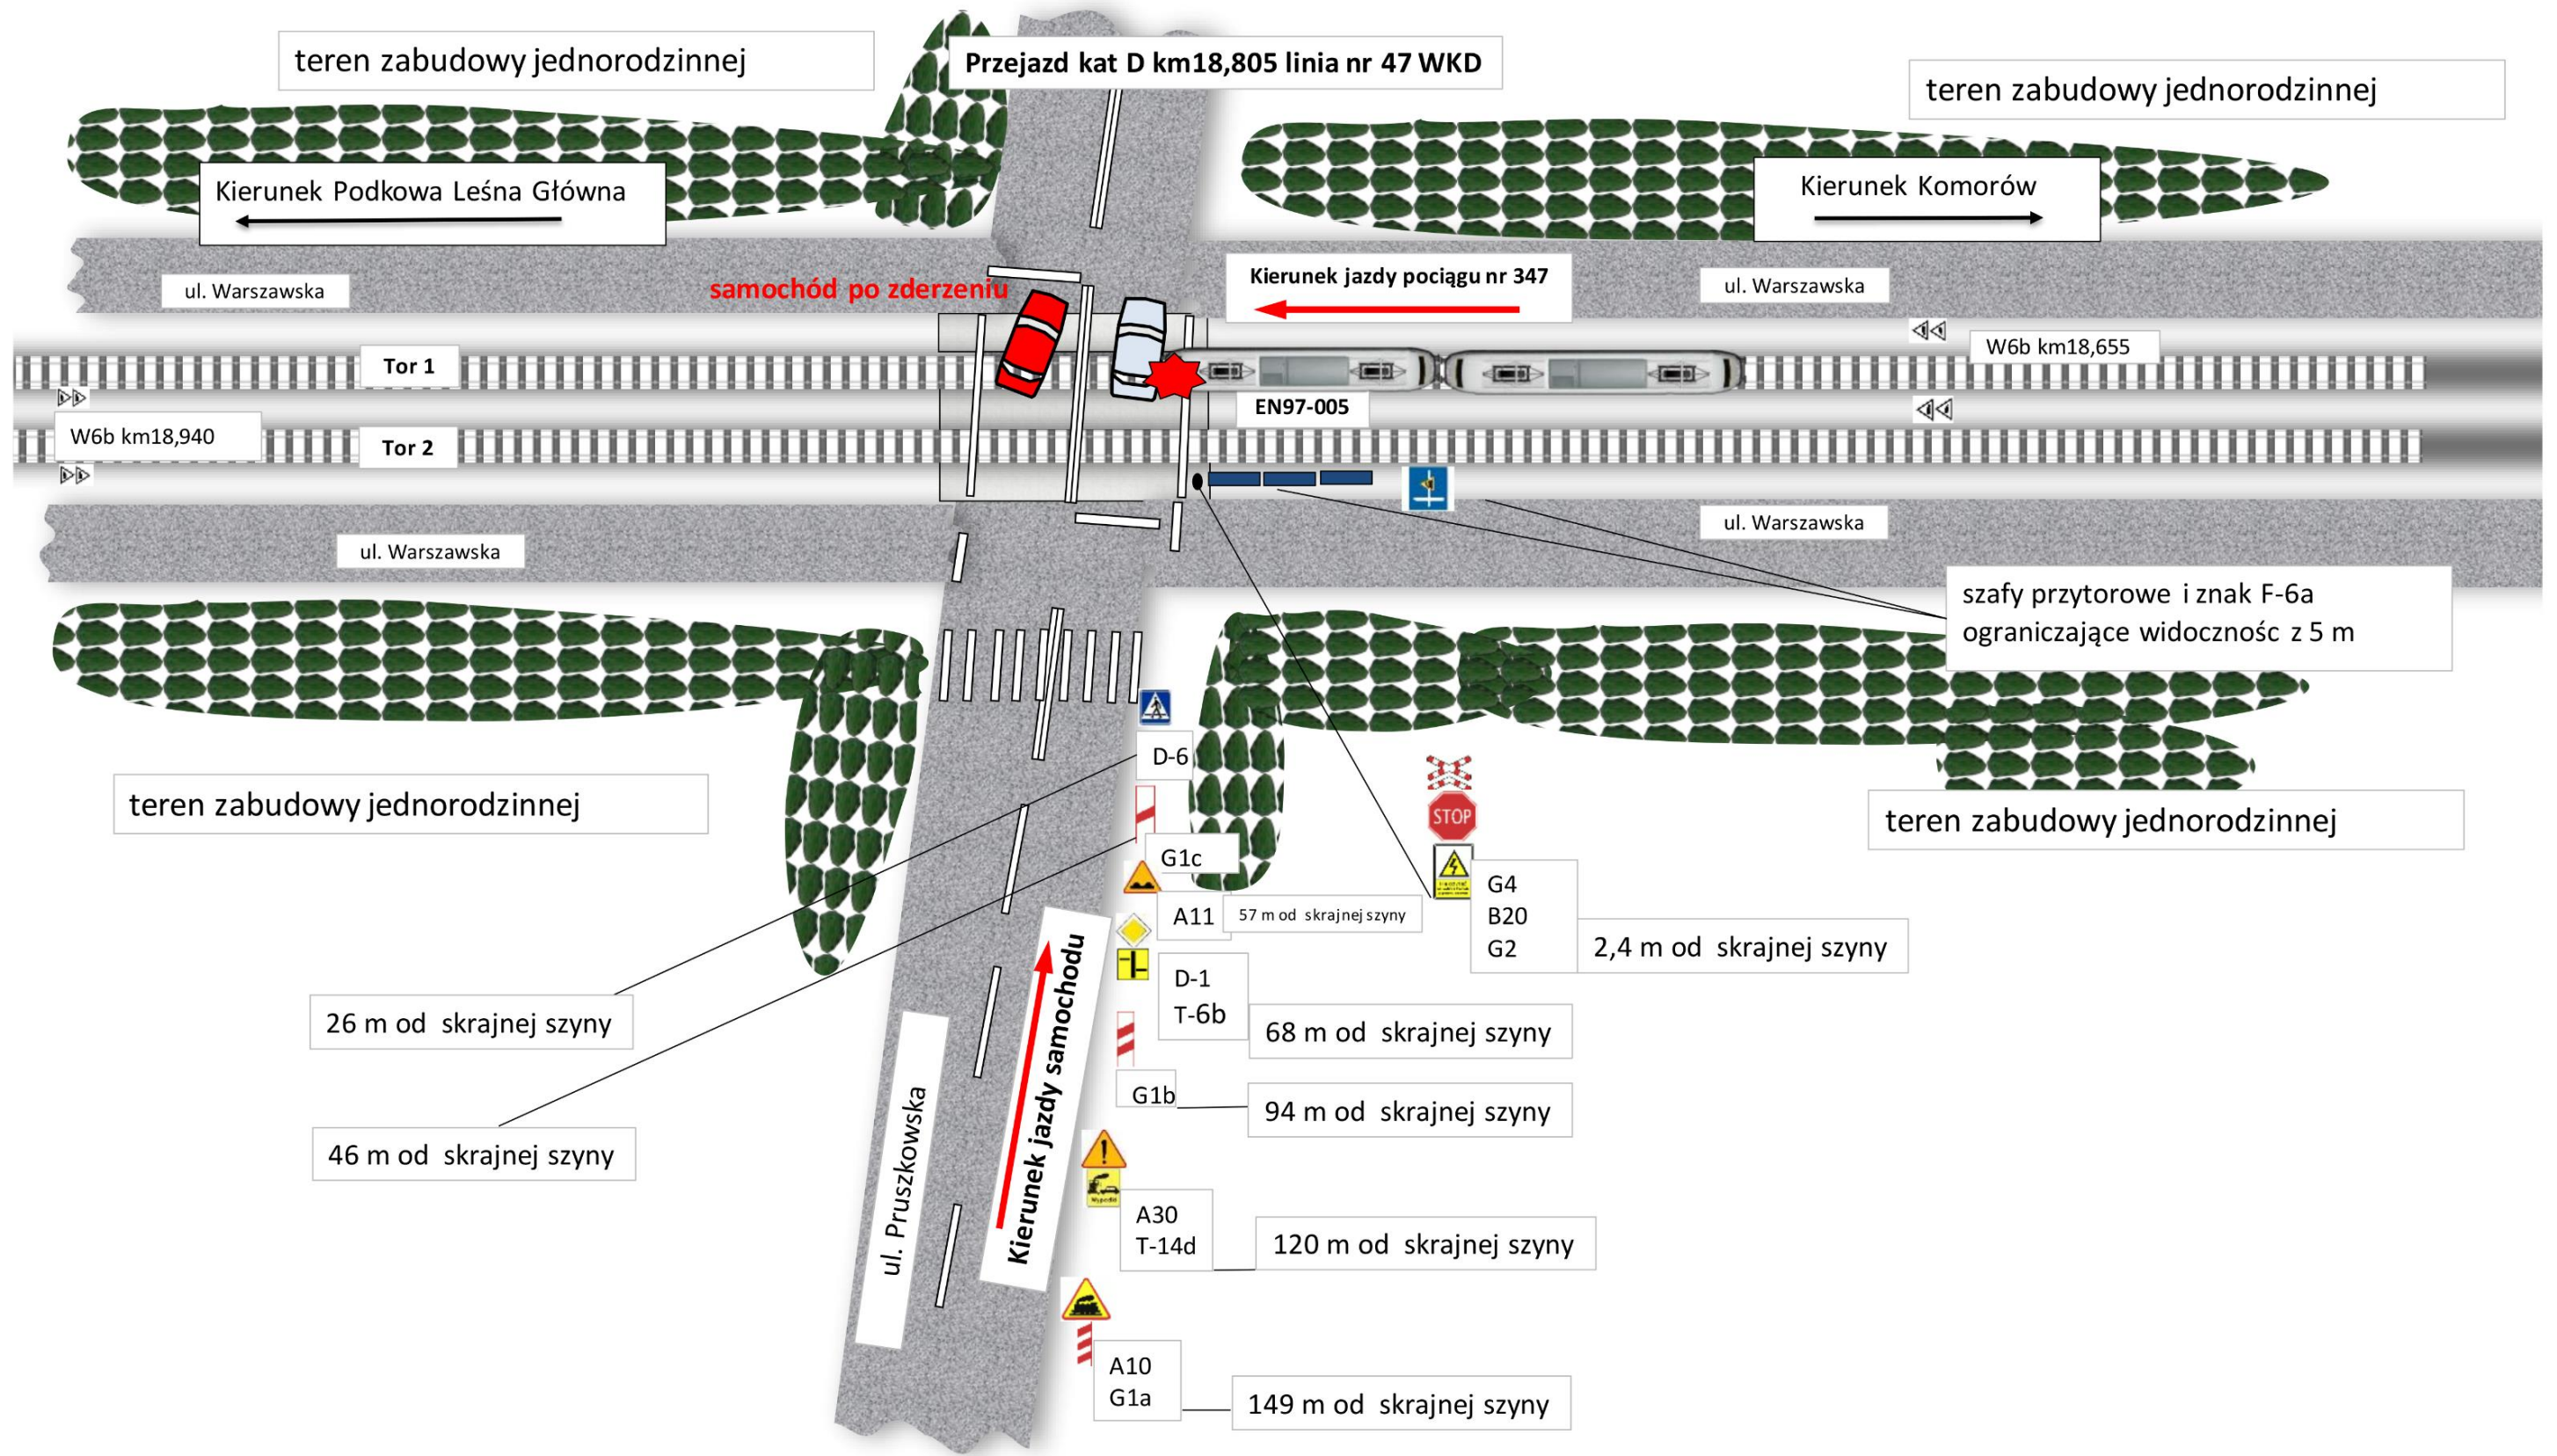 teren zabudowy jednorodzinnej
Przejazd kat D km18,805 linia nr 47 WKD
teren zabudowy jednorodzinnej
Kierunek Podkowa Leśna Główna
Kierunek Komorów
ul. Warszawska
samochód po zderzeniu
Kierunek jazdy pociągu nr 347
ul. Warszawska
Tor 1
W6b km18,655
EN97-005
W6b km18,940
Tor 2
ul. Warszawska
ul. Warszawska
szafy przytorowe i znak F-6a
ograniczające widocznośc z 5 m
D-6
teren zabudowy jednorodzinnej
STOP
teren zabudowy jednorodzinnej
G1c
A11
57 m od skrajnej szyny
G4
B20
G2
2,4 m od skrajnej szyny
D-1
T-6b
26 m od skrajnej szyny
68 m od skrajnej szyny
G1b
94 m od skrajnej szyny
46 m od skrajnej szyny
ul. Pruszkowska
Kierunek jazdy samochodu
Wypadki
A30
T-14d
120 m od skrajnej szyny
A10
G1a
149 m od skrajnej szyny